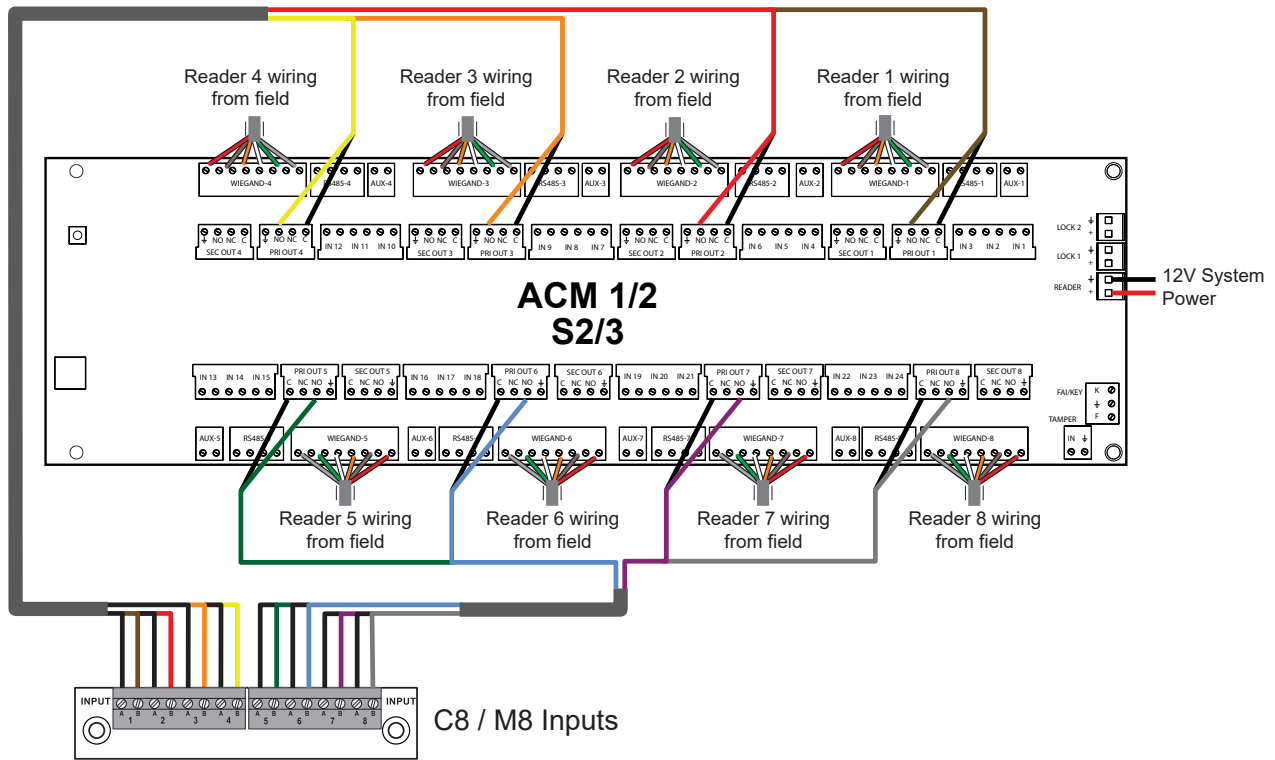 Reader 4 wiring
from field
Reader 3 wiring
from field
Reader 2 wiring
from field
Reader 1 wiring
from field
WIEGAND-4
RS485-4
AUX-4
WIEGAND-3
RS485-3
AUX-3
WIEGAND-2
RS485-2
AUX-2
WIEGAND-1
RS485-1
AUX-1
NO NC C
SEC OUT 4
NO NC C
PRI OUT 4
IN 12 IN 11 IN 10
NO NC C
SEC OUT 3
NO NC C
PRI OUT 3
IN 9 IN 8 IN 7
NO NC C
SEC OUT 2
NO NC C
PRI OUT 2
IN 6 IN 5 IN 4
NO NC C
SEC OUT 1
NO NC C
PRI OUT 1
IN 3 IN 2 IN 1
LOCK 2
+
LOCK 1
+
READER
+
12V System
Power
ACM 1/2
S2/3
IN 13 IN 14 IN 15
PRI OUT 5
C NC NO
SEC OUT 5
C NC NO
IN 16 IN 17 IN 18
PRI OUT 6
C NC NO
SEC OUT 6
C NC NO
IN 19 IN 20 IN 21
PRI OUT 7
C NC NO
SEC OUT 7
C NC NO
IN 22 IN 23 IN 24
PRI OUT 8
C NC NO
SEC OUT 8
C NC NO
FAI/KEY
K
F
TAMPER
IN
AUX-5
RS485-
WIEGAND-5
AUX-6
RS485-
WIEGAND-6
AUX-7
RS485-7
WIEGAND-7
AUX-8
RS485-
WIEGAND-8
Reader 5 wiring
from field
Reader 6 wiring
from field
Reader 7 wiring
from field
Reader 8 wiring
from field
INPUT
A B A B A B A B
1 2 3 4
A B A B A B A B
5 6 7 8
INPUT
C8 / M8 Inputs